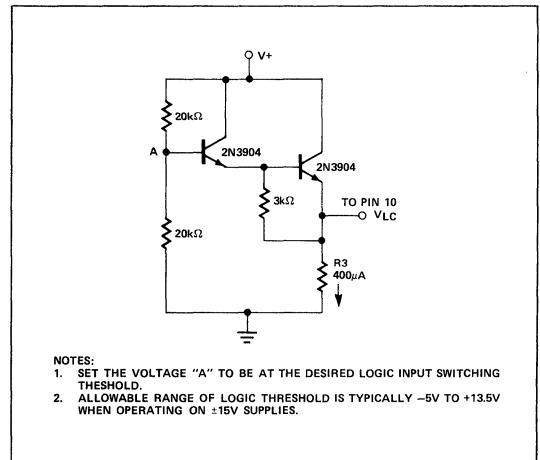 V+
20kΩ
A
2N3904
2N3904
3kΩ
TO PIN 10
VLC
20kΩ
R3
400μA
NOTES:
1. SET THE VOLTAGE "A" TO BE AT THE DESIRED LOGIC INPUT SWITCHING
THESHOLD.
2. ALLOWABLE RANGE OF LOGIC THRESHOLD IS TYPICALLY –5V TO +13.5V
WHEN OPERATING ON ±15V SUPPLIES.